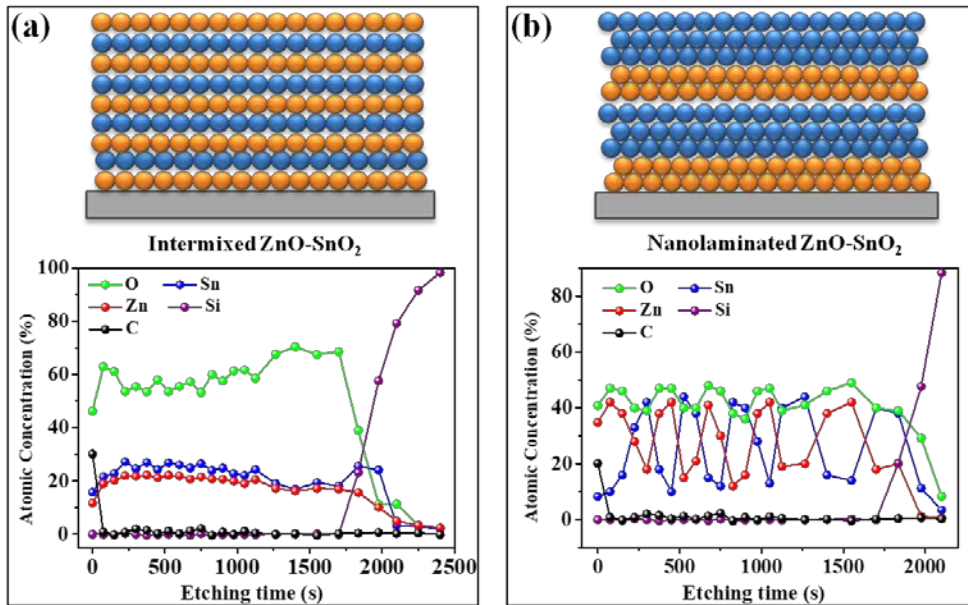 (a)
Intermixed ZnO-SnO₂
100
80
60
40
20
0
O
Sn
Zn
Si
C
Atomic Concentration (%)
0 500 1000 1500 2000 2500
Etching time (s)
(b)
Nanolaminated ZnO-SnO₂
80
60
40
20
0
O
Sn
Zn
Si
C
Atomic Concentration (%)
0 500 1000 1500 2000
Etching time (s)